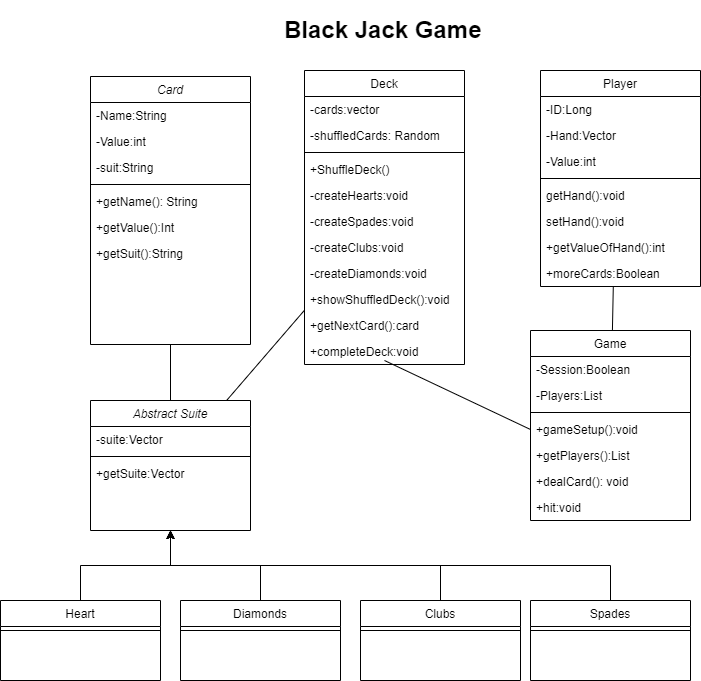 Black Jack Game
Card
-Name:String
-Value:int
-suit:String
+getName(): String
+getValue():Int
+getSuit():String
Deck
-cards:vector
-shuffledCards: Random
+ShuffleDeck()
-createHearts:void
-createSpades:void
-createClubs:void
-createDiamonds:void
+showShuffledDeck():void
+getNextCard():card
+completeDeck:void
Player
-ID:Long
-Hand:Vector
-Value:int
getHand():void
setHand():void
+getValueOfHand():int
+moreCards:Boolean
Game
-Session:Boolean
-Players:List
+gameSetup():void
+getPlayers():List
+dealCard(): void
+hit:void
Abstract Suite
-suite:Vector
+getSuite:Vector
Heart
Diamonds
Clubs
Spades